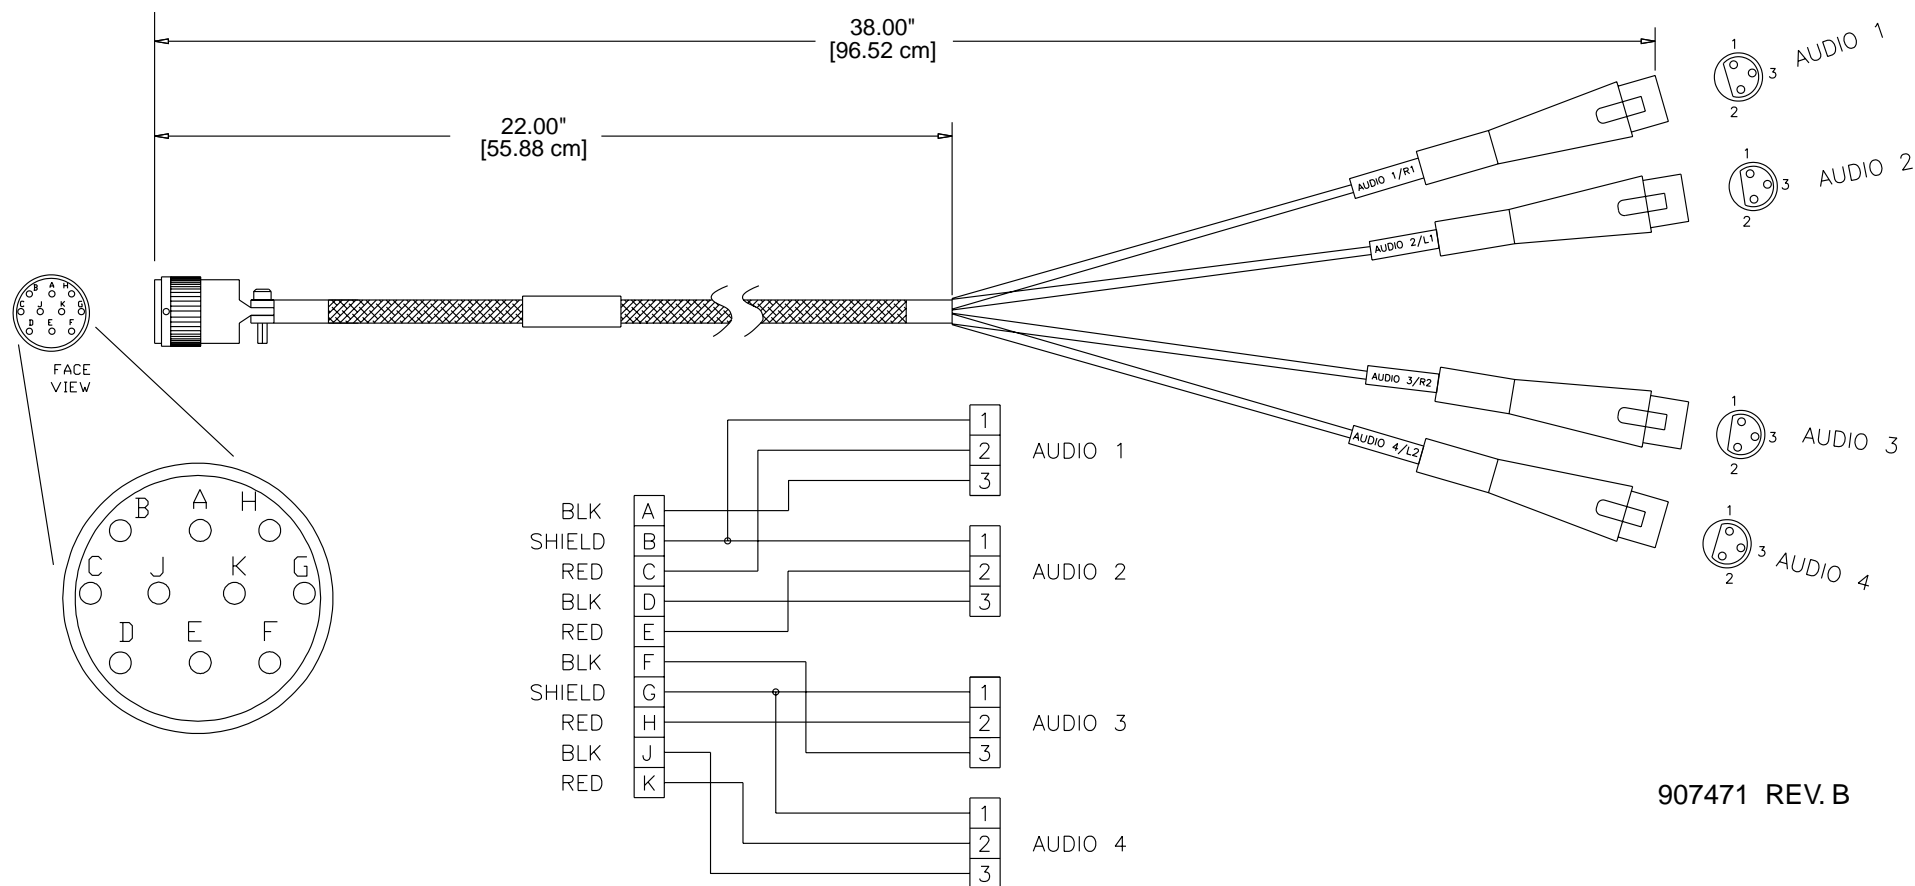 38.00"
[96.52 cm]
22.00"
[55.88 cm]
1
3
2
AUDIO 1
1
3
2
AUDIO 2
AUDIO 1/R1
AUDIO 2/L1
B A H
C J K G
D E F
FACE
VIEW
AUDIO 3/R2
AUDIO 4/L2
1
3
2
AUDIO 3
1
3
2
AUDIO 4
B A H
C J K G
D E F
BLK A
SHIELD B
RED C
BLK D
RED E
BLK F
SHIELD G
RED H
BLK J
RED K
1
2 AUDIO 1
3
1
2 AUDIO 2
3
1
2 AUDIO 3
3
1
2 AUDIO 4
3
907471 REV. B